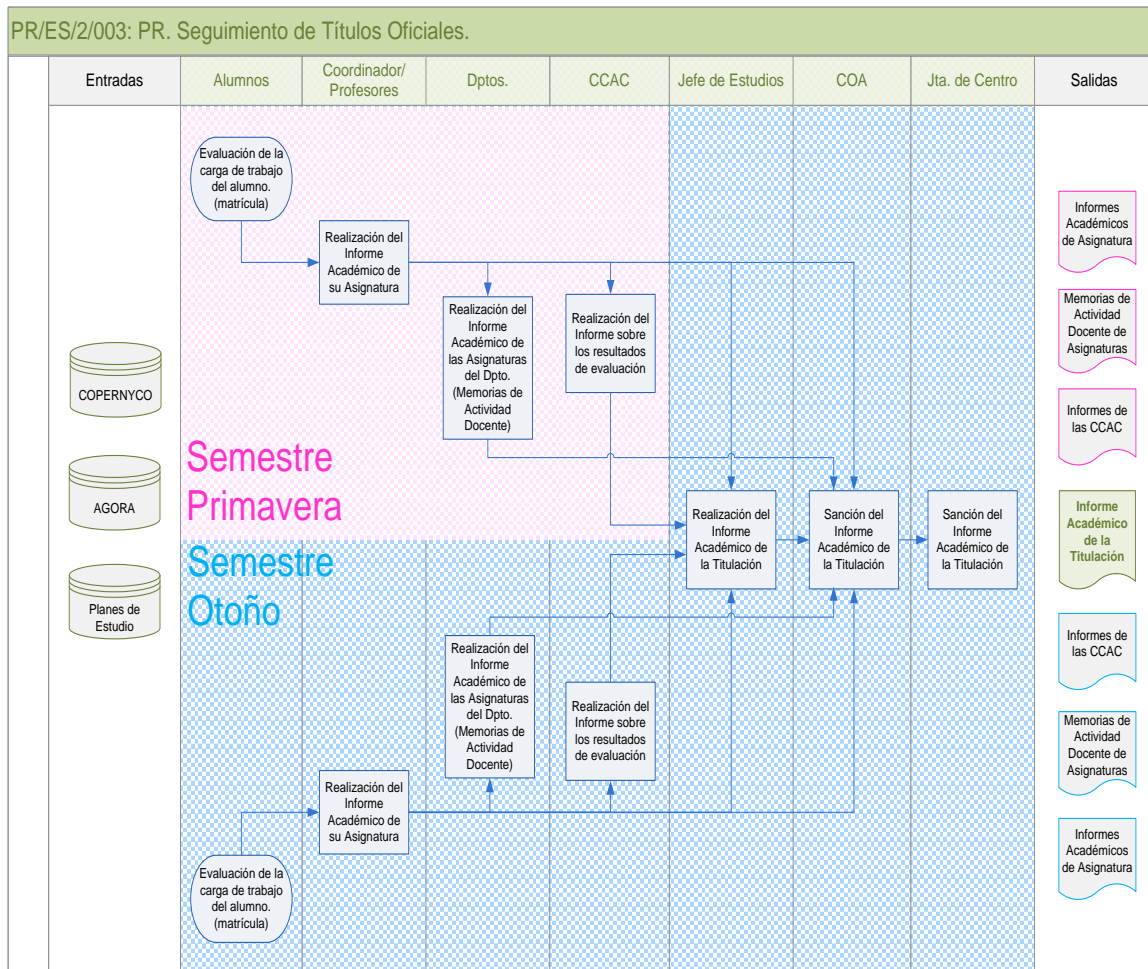 PR/ES/2/003: PR. Seguimiento de Títulos Oficiales.
Entradas
Alumnos
Coordinador/
Profesores
Dptos.
CCAC
Jefe de Estudios
COA
Jta. de Centro
Salidas
Evaluación de la
carga de trabajo
del alumno.
(matrícula)
Realización del
Informe
Académico de
su Asignatura
Realización del
Informe
Académico de
las Asignaturas
del Dpto.
(Memorias de
Actividad
Docente)
Realización del
Informe sobre
los resultados
de evaluación
Informes
Académicos
de Asignatura
Memorias de
Actividad
Docente de
Asignaturas
Informes de
las CCAC
COPERNYCO
AGORA
Planes de
Estudio
Semestre
Primavera
Semestre
Otoño
Realización del
Informe
Académico de
la Titulación
Sanción del
Informe
Académico de
la Titulación
Sanción del
Informe
Académico de
la Titulación
Informe
Académico
de la
Titulación
Realización del
Informe
Académico de
las Asignaturas
del Dpto.
(Memorias de
Actividad
Docente)
Realización del
Informe sobre
los resultados
de evaluación
Realización del
Informe
Académico de
su Asignatura
Evaluación de la
carga de trabajo
del alumno.
(matrícula)
Informes de
las CCAC
Memorias de
Actividad
Docente de
Asignaturas
Informes
Académicos
de Asignatura